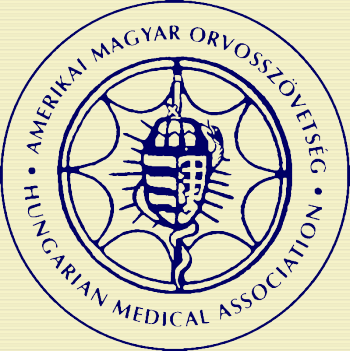 AMERIKAI MAGYAR ORVOSSZÖVETSÉG
HUNGARIAN MEDICAL ASSOCIATION